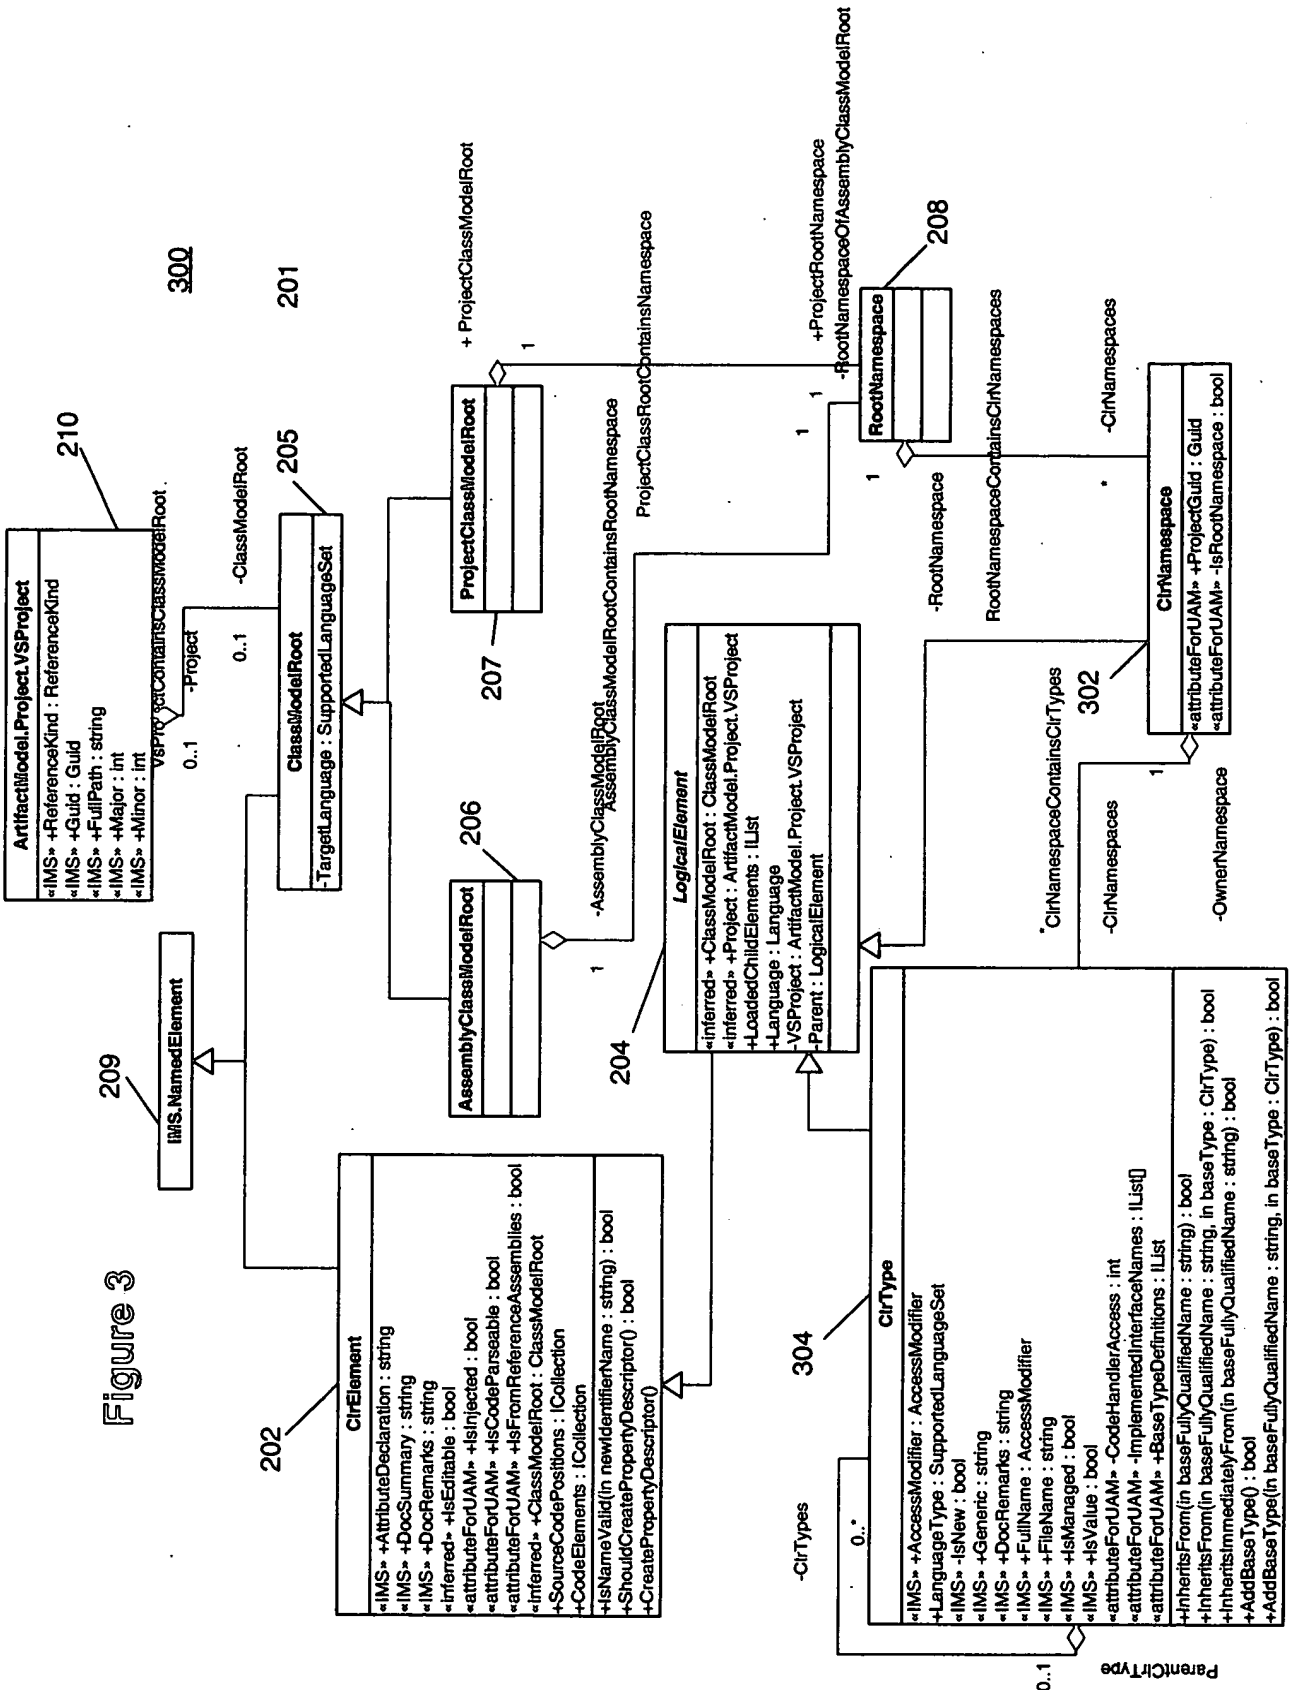 Figure 3
300
201
ArtifactModel.Project.VSProject
«IMS» +ReferenceKind : ReferenceKind
«IMS» +Guid : Guid
«IMS» +FullPath : string
«IMS» +Major : int
«IMS» +Minor : int
210
ctContainsClassModelRoot
-Project
0..1
0..1
-ClassModelRoot
209
IMS.NamedElement
205
ClassModelRoot
-TargetLanguage : SupportedLanguageSet
202
ClrElement
«IMS» +AttributeDeclaration : string
«IMS» +DocSummary : string
«IMS» +DocRemarks : string
«inferred» +IsEditable : bool
«attributeForUAM» +IsInjected : bool
«attributeForUAM» +IsCodeParseable : bool
«attributeForUAM» +IsFromReferenceAssemblies : bool
«inferred» +ClassModelRoot : ClassModelRoot
+SourceCodePositions : ICollection
+CodeElements : ICollection
+IsNameValid(in newIdentifierName : string) : bool
+ShouldCreatePropertyDescriptor() : bool
+CreatePropertyDescriptor()
206
AssemblyClassModelRoot
1
-AssemblyClassModelRoot
AssemblyClassModelRootContainsRootNamespace
207
ProjectClassModelRoot
+ ProjectClassModelRoot
1
ProjectClassRootContainsNamespace
204
LogicalElement
«inferred» +ClassModelRoot : ClassModelRoot
«inferred» +Project : ArtifactModel.Project.VSProject
+LoadedChildElements : IList
+Language : Language
-VSProject : ArtifactModel.Project.VSProject
-Parent : LogicalElement
+ProjectRootNamespace
1
-RootNamespaceOfAssemblyClassModelRoot
1
208
RootNamespace
1
-RootNamespace
RootNamespaceContainsClrNamespaces
-ClrNamespaces
*
302
ClrNamespace
«attributeForUAM» +ProjectGuid : Guid
«attributeForUAM» -IsRootNamespace : bool
1
*ClrNamespaceContainsClrTypes
-ClrNamespaces
-OwnerNamespace
304
ClrType
«IMS» +AccessModifier : AccessModifier
+LanguageType : SupportedLanguageSet
«IMS» -IsNew : bool
«IMS» +Generic : string
«IMS» +DocRemarks : string
«IMS» +FullName : AccessModifier
«IMS» +FileName : string
«IMS» +IsManaged : bool
«IMS» +IsValue : bool
«attributeForUAM» -CodeHandlerAccess : int
«attributeForUAM» -ImplementedInterfaceNames : IList[]
«attributeForUAM» +BaseTypeDefinitions : IList
+InheritsFrom(in baseFullyQualifiedName : string) : bool
+InheritsFrom(in baseFullyQualifiedName : string, in baseType : ClrType) : bool
+InheritsImmediatelyFrom(in baseFullyQualifiedName : string) : bool
+AddBaseType() : bool
+AddBaseType(in baseFullyQualifiedName : string, in baseType : ClrType) : bool
-ClrTypes
0..*
0..1
ParentClrType